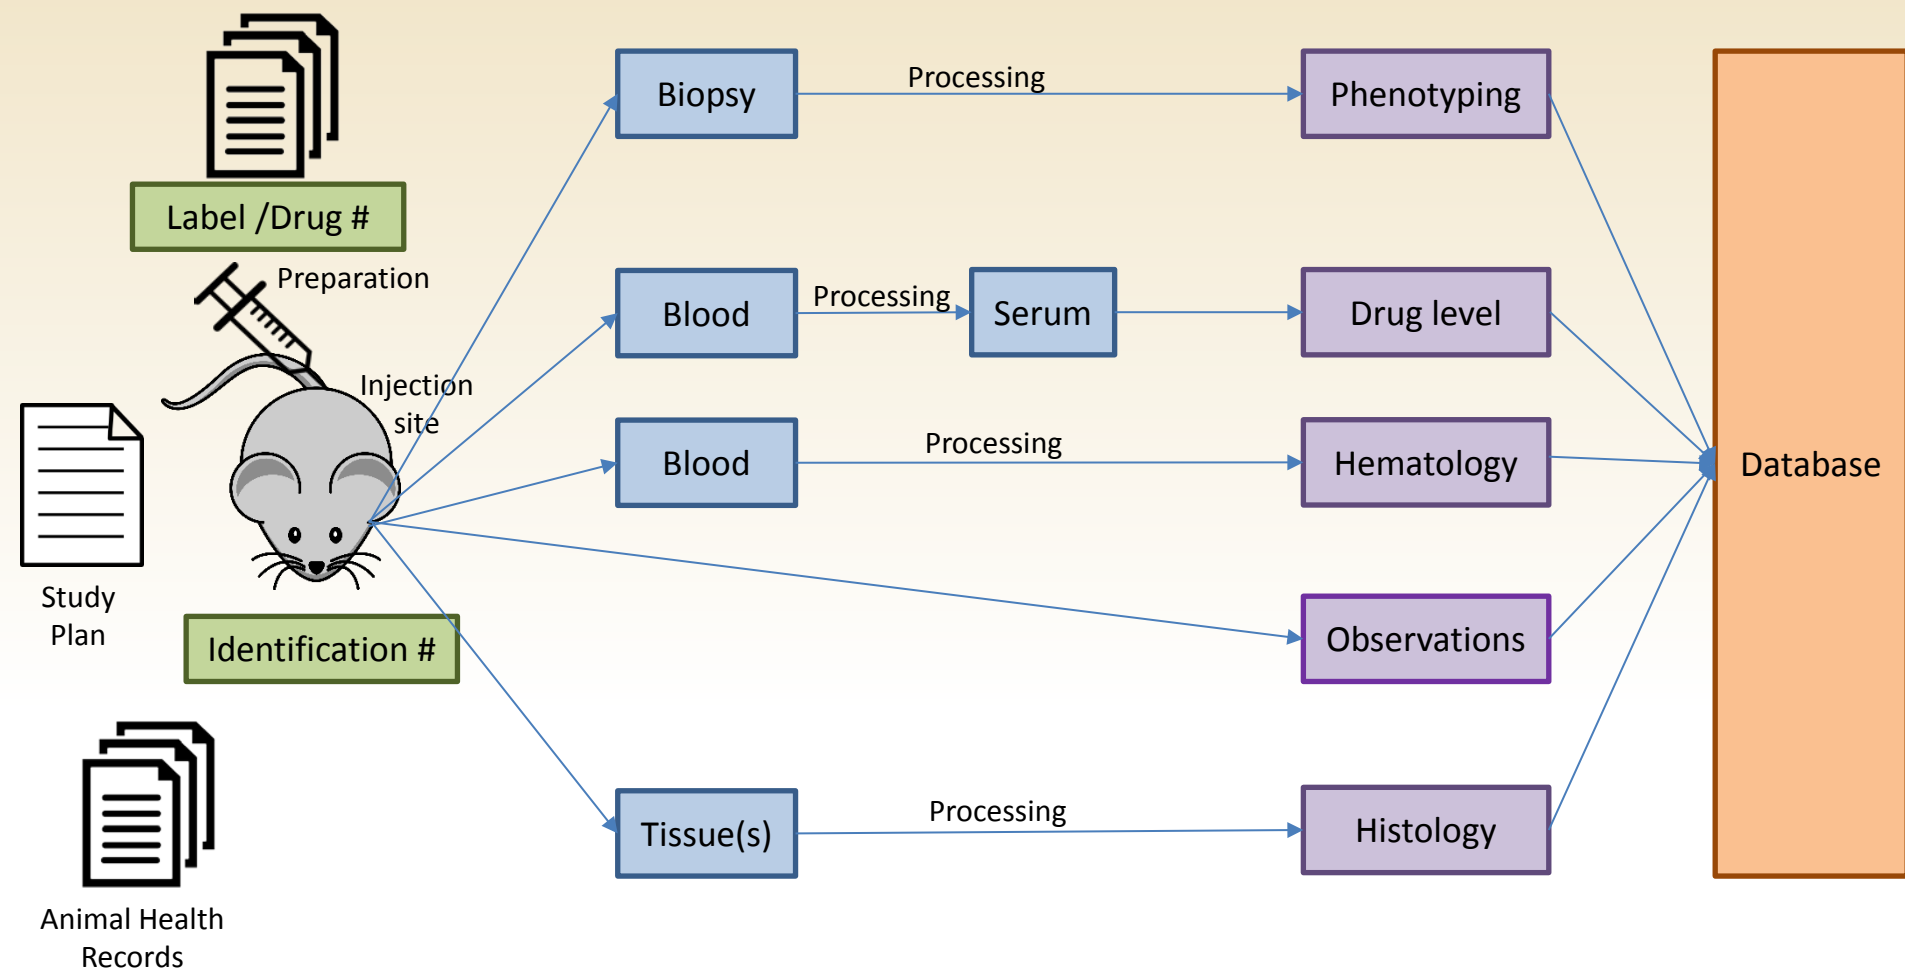 Label /Drug #
Preparation
Injection
site
Study
Plan
Identification #
Animal Health
Records
Biopsy
Processing
Phenotyping
Blood
Processing
Serum
Drug level
Blood
Processing
Hematology
Observations
Tissue(s)
Processing
Histology
Database